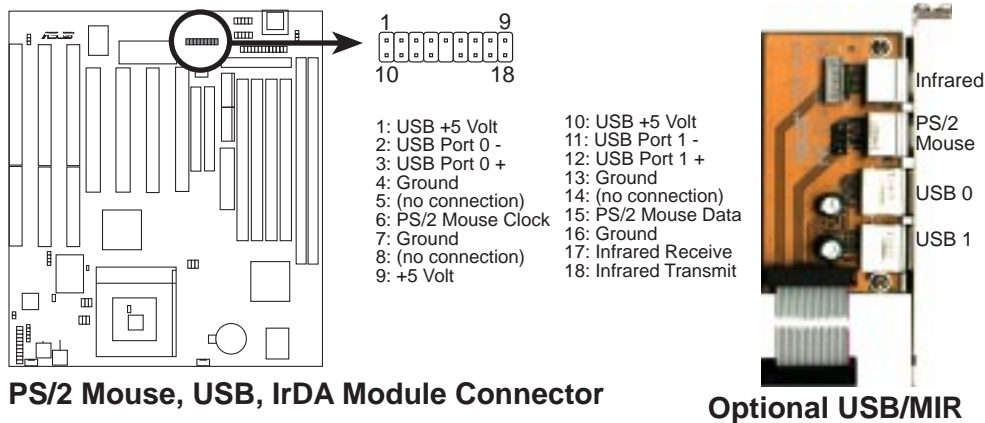 ASUS
1 9
10 18
1: USB +5 Volt
2: USB Port 0 -
3: USB Port 0 +
4: Ground
5: (no connection)
6: PS/2 Mouse Clock
7: Ground
8: (no connection)
9: +5 Volt
10: USB +5 Volt
11: USB Port 1 -
12: USB Port 1 +
13: Ground
14: (no connection)
15: PS/2 Mouse Data
16: Ground
17: Infrared Receive
18: Infrared Transmit
PS/2 Mouse, USB, IrDA Module Connector
Infrared
PS/2
Mouse
USB 0
USB 1
Optional USB/MIR